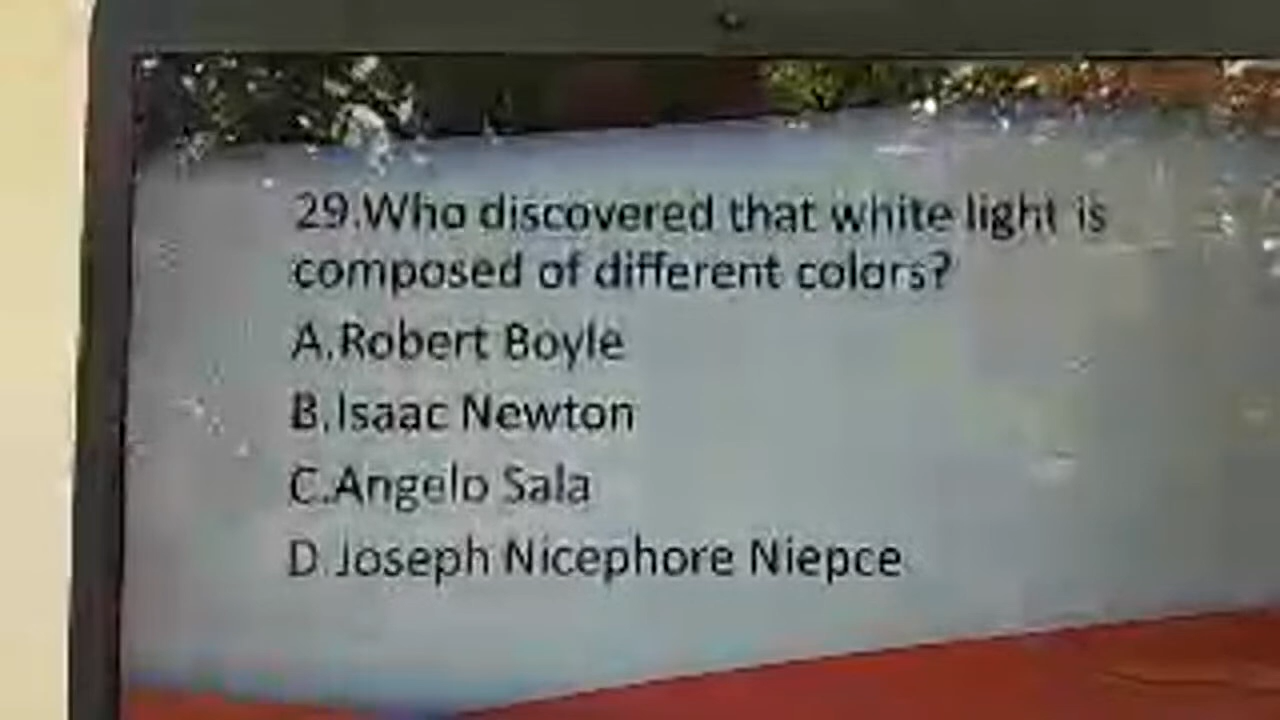 29.Who discovered that white light is
composed of different colors?
A.Robert Boyle
B.Isaac Newton
C.Angelo Sala
D.Joseph Nicephore Niepce